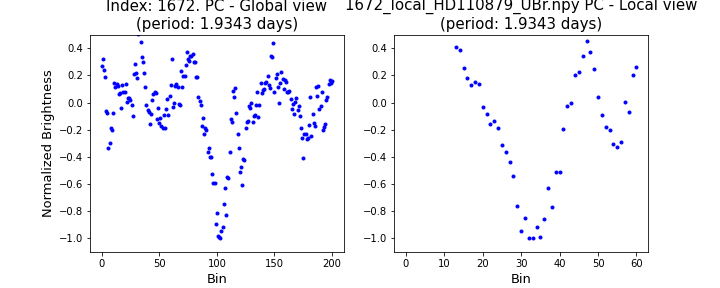 Index: 1672. PC - Global view
(period: 1.9343 days)
1672_local_HD110879_UBr.npy PC - Local view
(period: 1.9343 days)
Normalized Brightness
0.4
0.2
0.0
−0.2
−0.4
−0.6
−0.8
−1.0
0 50 100 150 200
Bin
0.4
0.2
0.0
−0.2
−0.4
−0.6
−0.8
−1.0
0 10 20 30 40 50 60
Bin